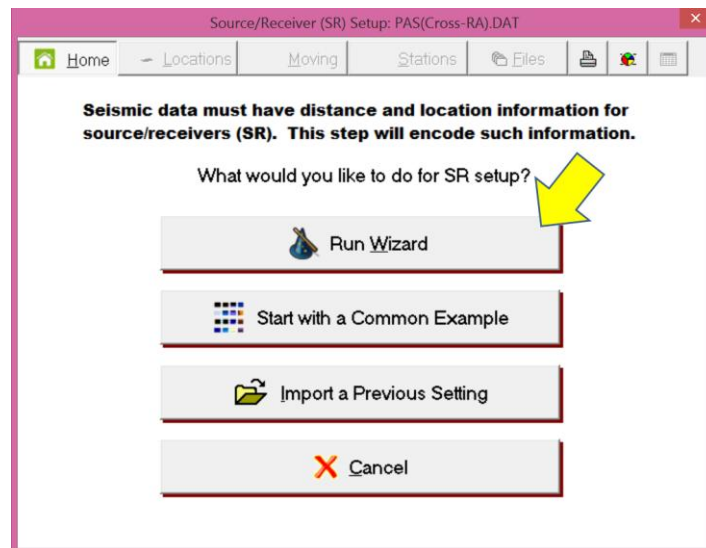 Source/Receiver (SR) Setup: PAS(Cross-RA).DAT
Home Locations Moving Stations Files
Seismic data must have distance and location information for
source/receivers (SR). This step will encode such information.
What would you like to do for SR setup?
Run Wizard
Start with a Common Example
Import a Previous Setting
Cancel